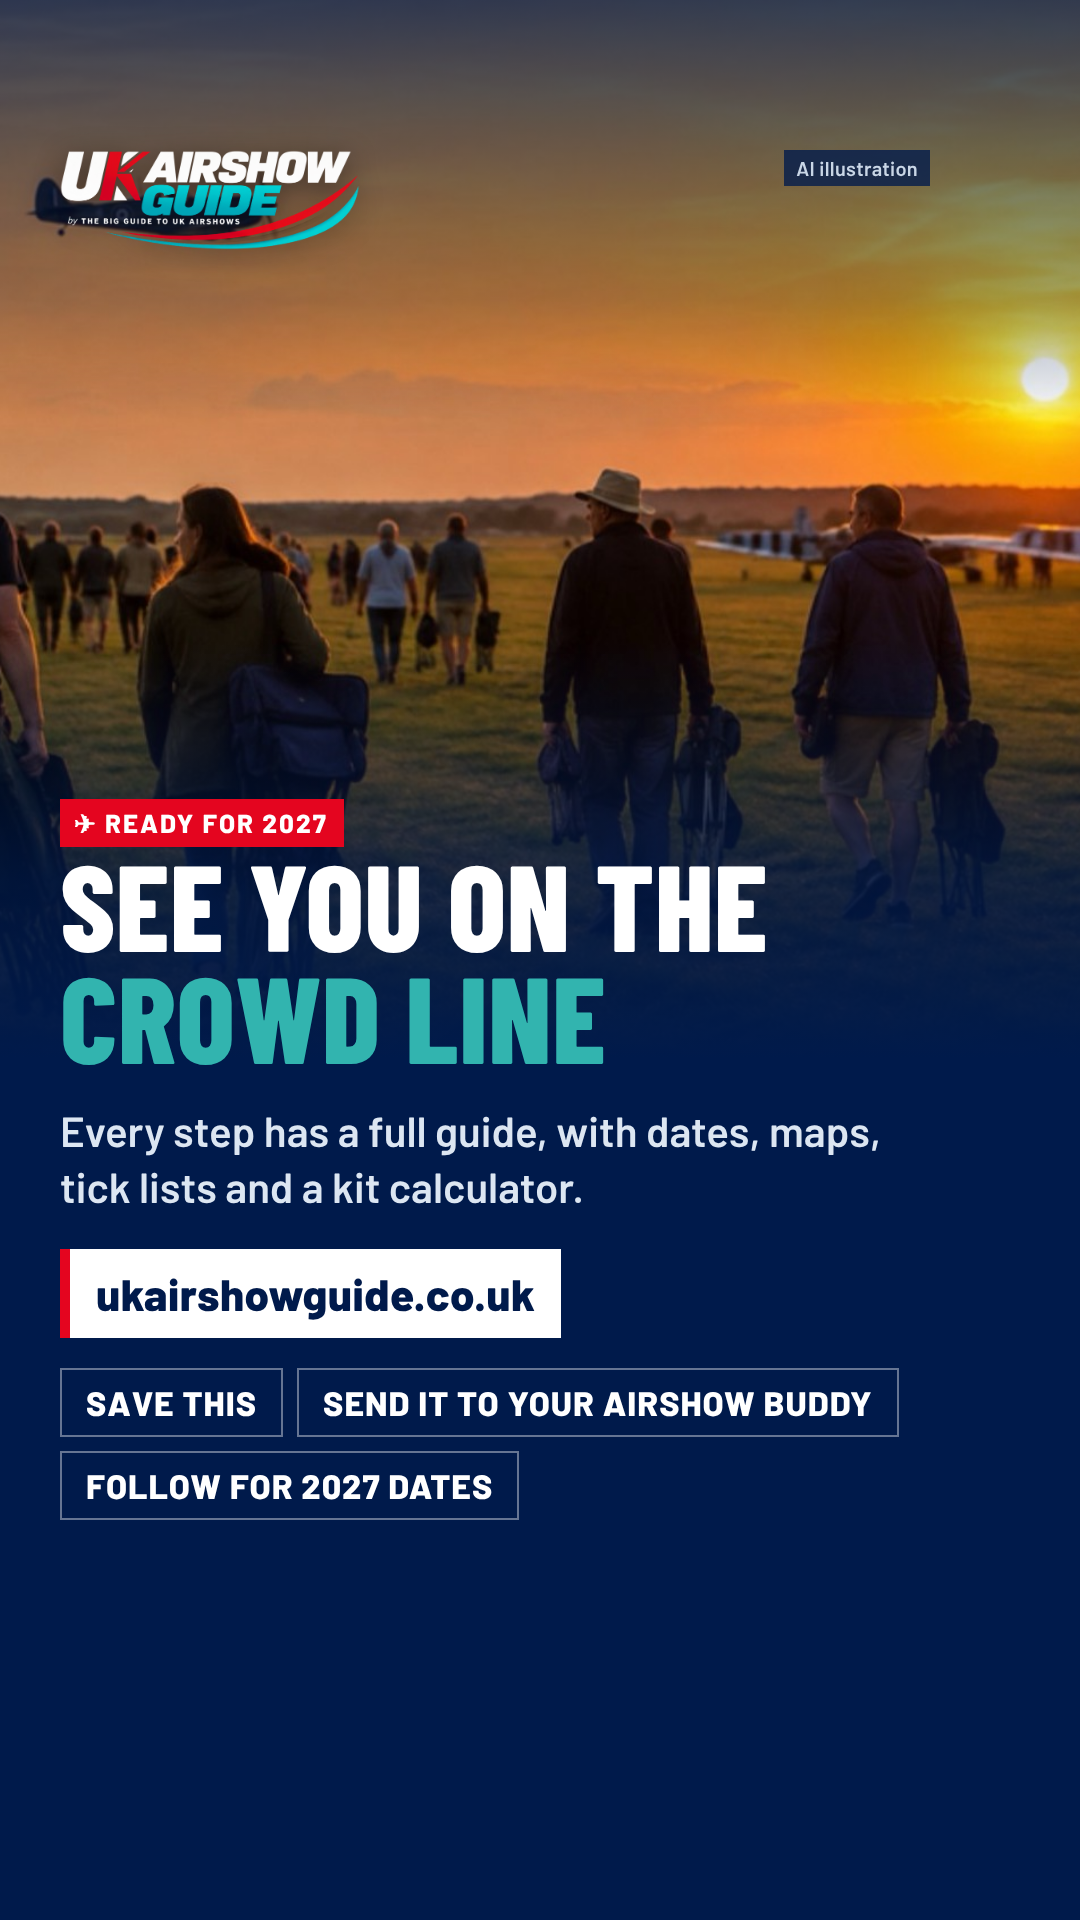 UK AIRSHOW
GUIDE
by THE BIG GUIDE TO UK AIRSHOWS
AI illustration
✈ READY FOR 2027
SEE YOU ON THE
CROWD LINE
Every step has a full guide, with dates, maps,
tick lists and a kit calculator.
ukairshowguide.co.uk
SAVE THIS
SEND IT TO YOUR AIRSHOW BUDDY
FOLLOW FOR 2027 DATES